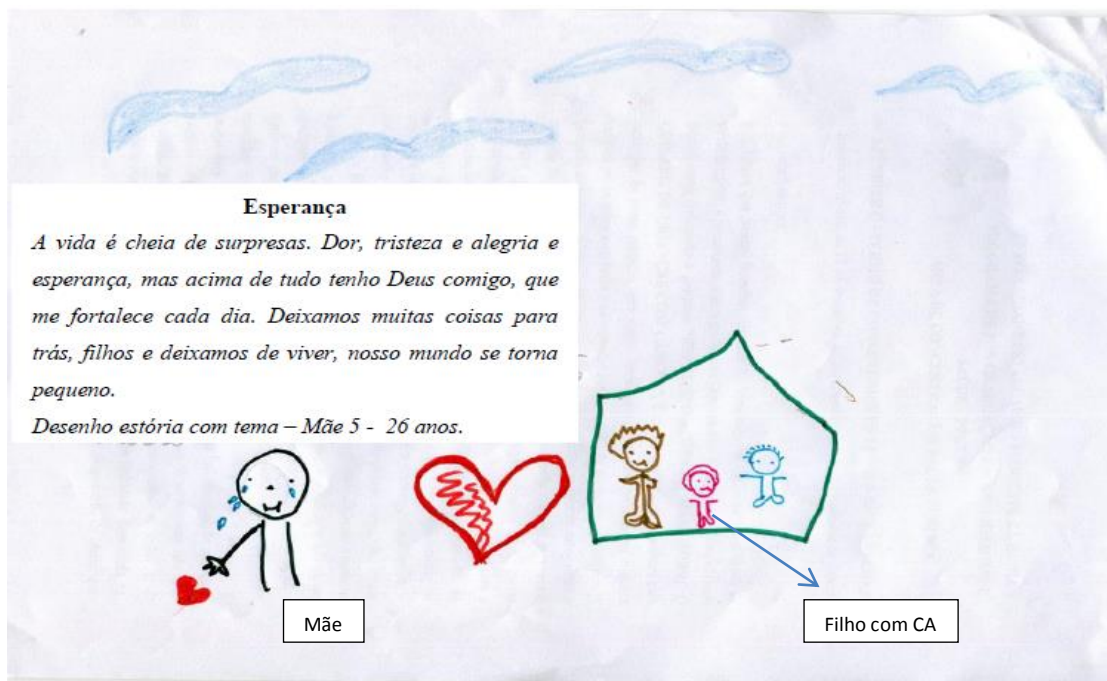 Esperança
A vida é cheia de surpresas. Dor, tristeza e alegria e
esperança, mas acima de tudo tenho Deus comigo, que
me fortalece cada dia. Deixamos muitas coisas para
trás, filhos e deixamos de viver, nosso mundo se torna
pequeno.
Desenho estória com tema – Mãe 5 - 26 anos.
Mãe
Filho com CA